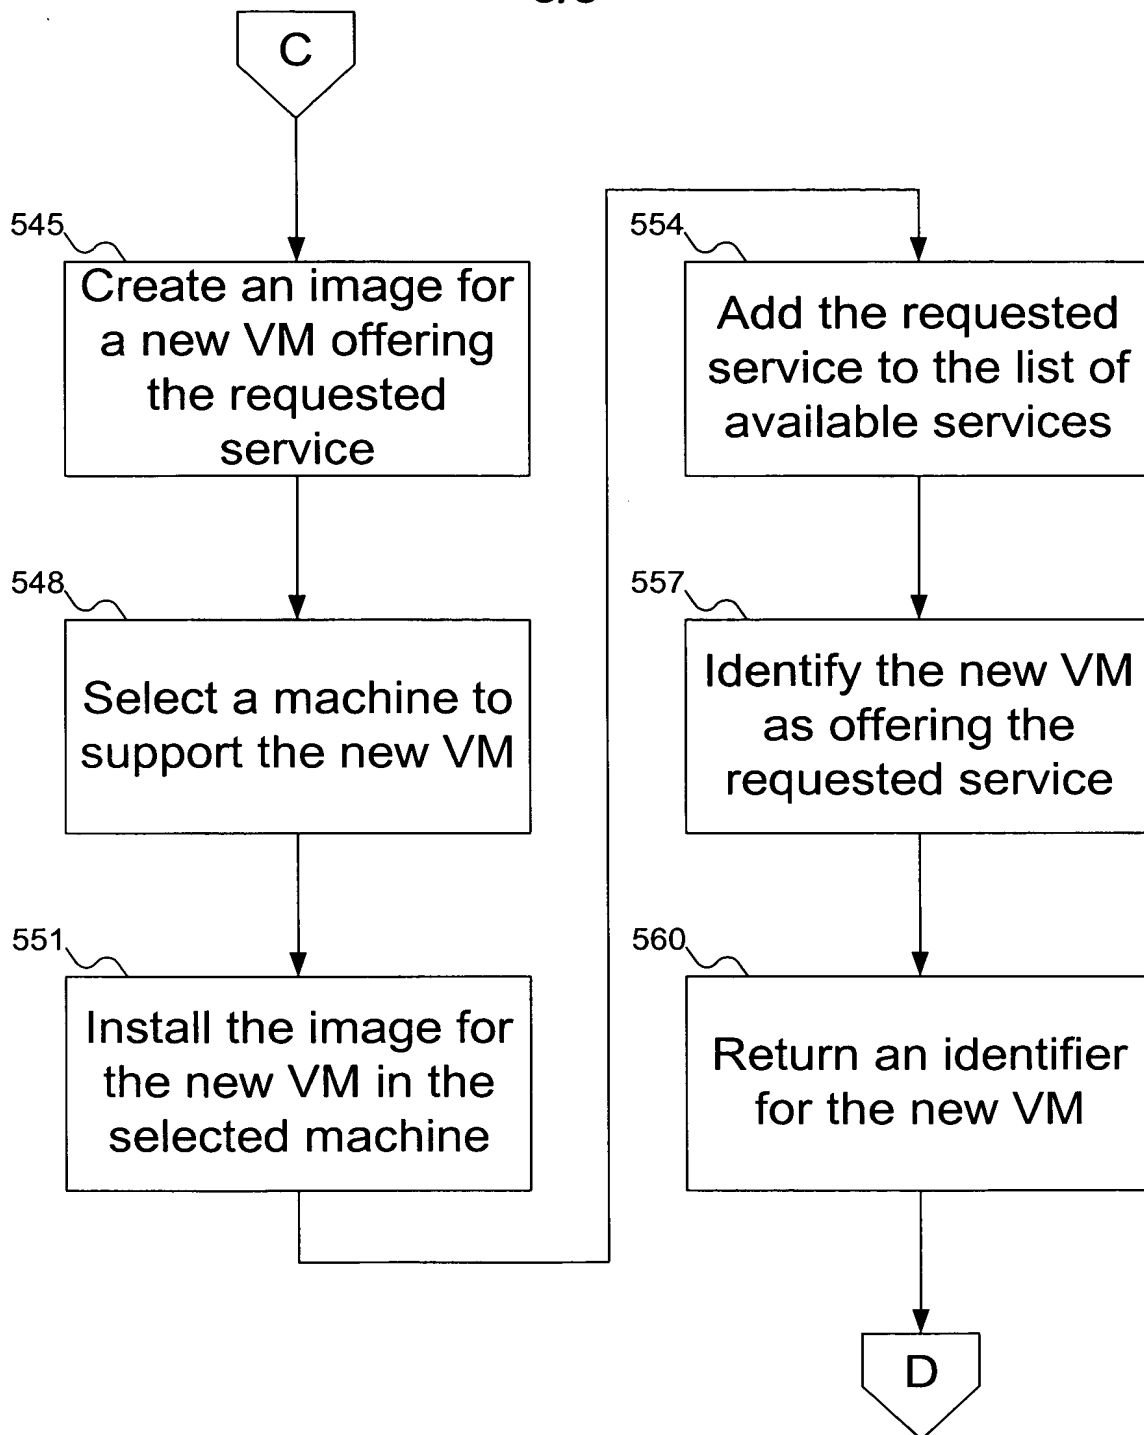 C
545
Create an image for
a new VM offering
the requested
service
548
Select a machine to
support the new VM
551
Install the image for
the new VM in the
selected machine
554
Add the requested
service to the list of
available services
557
Identify the new VM
as offering the
requested service
560
Return an identifier
for the new VM
D